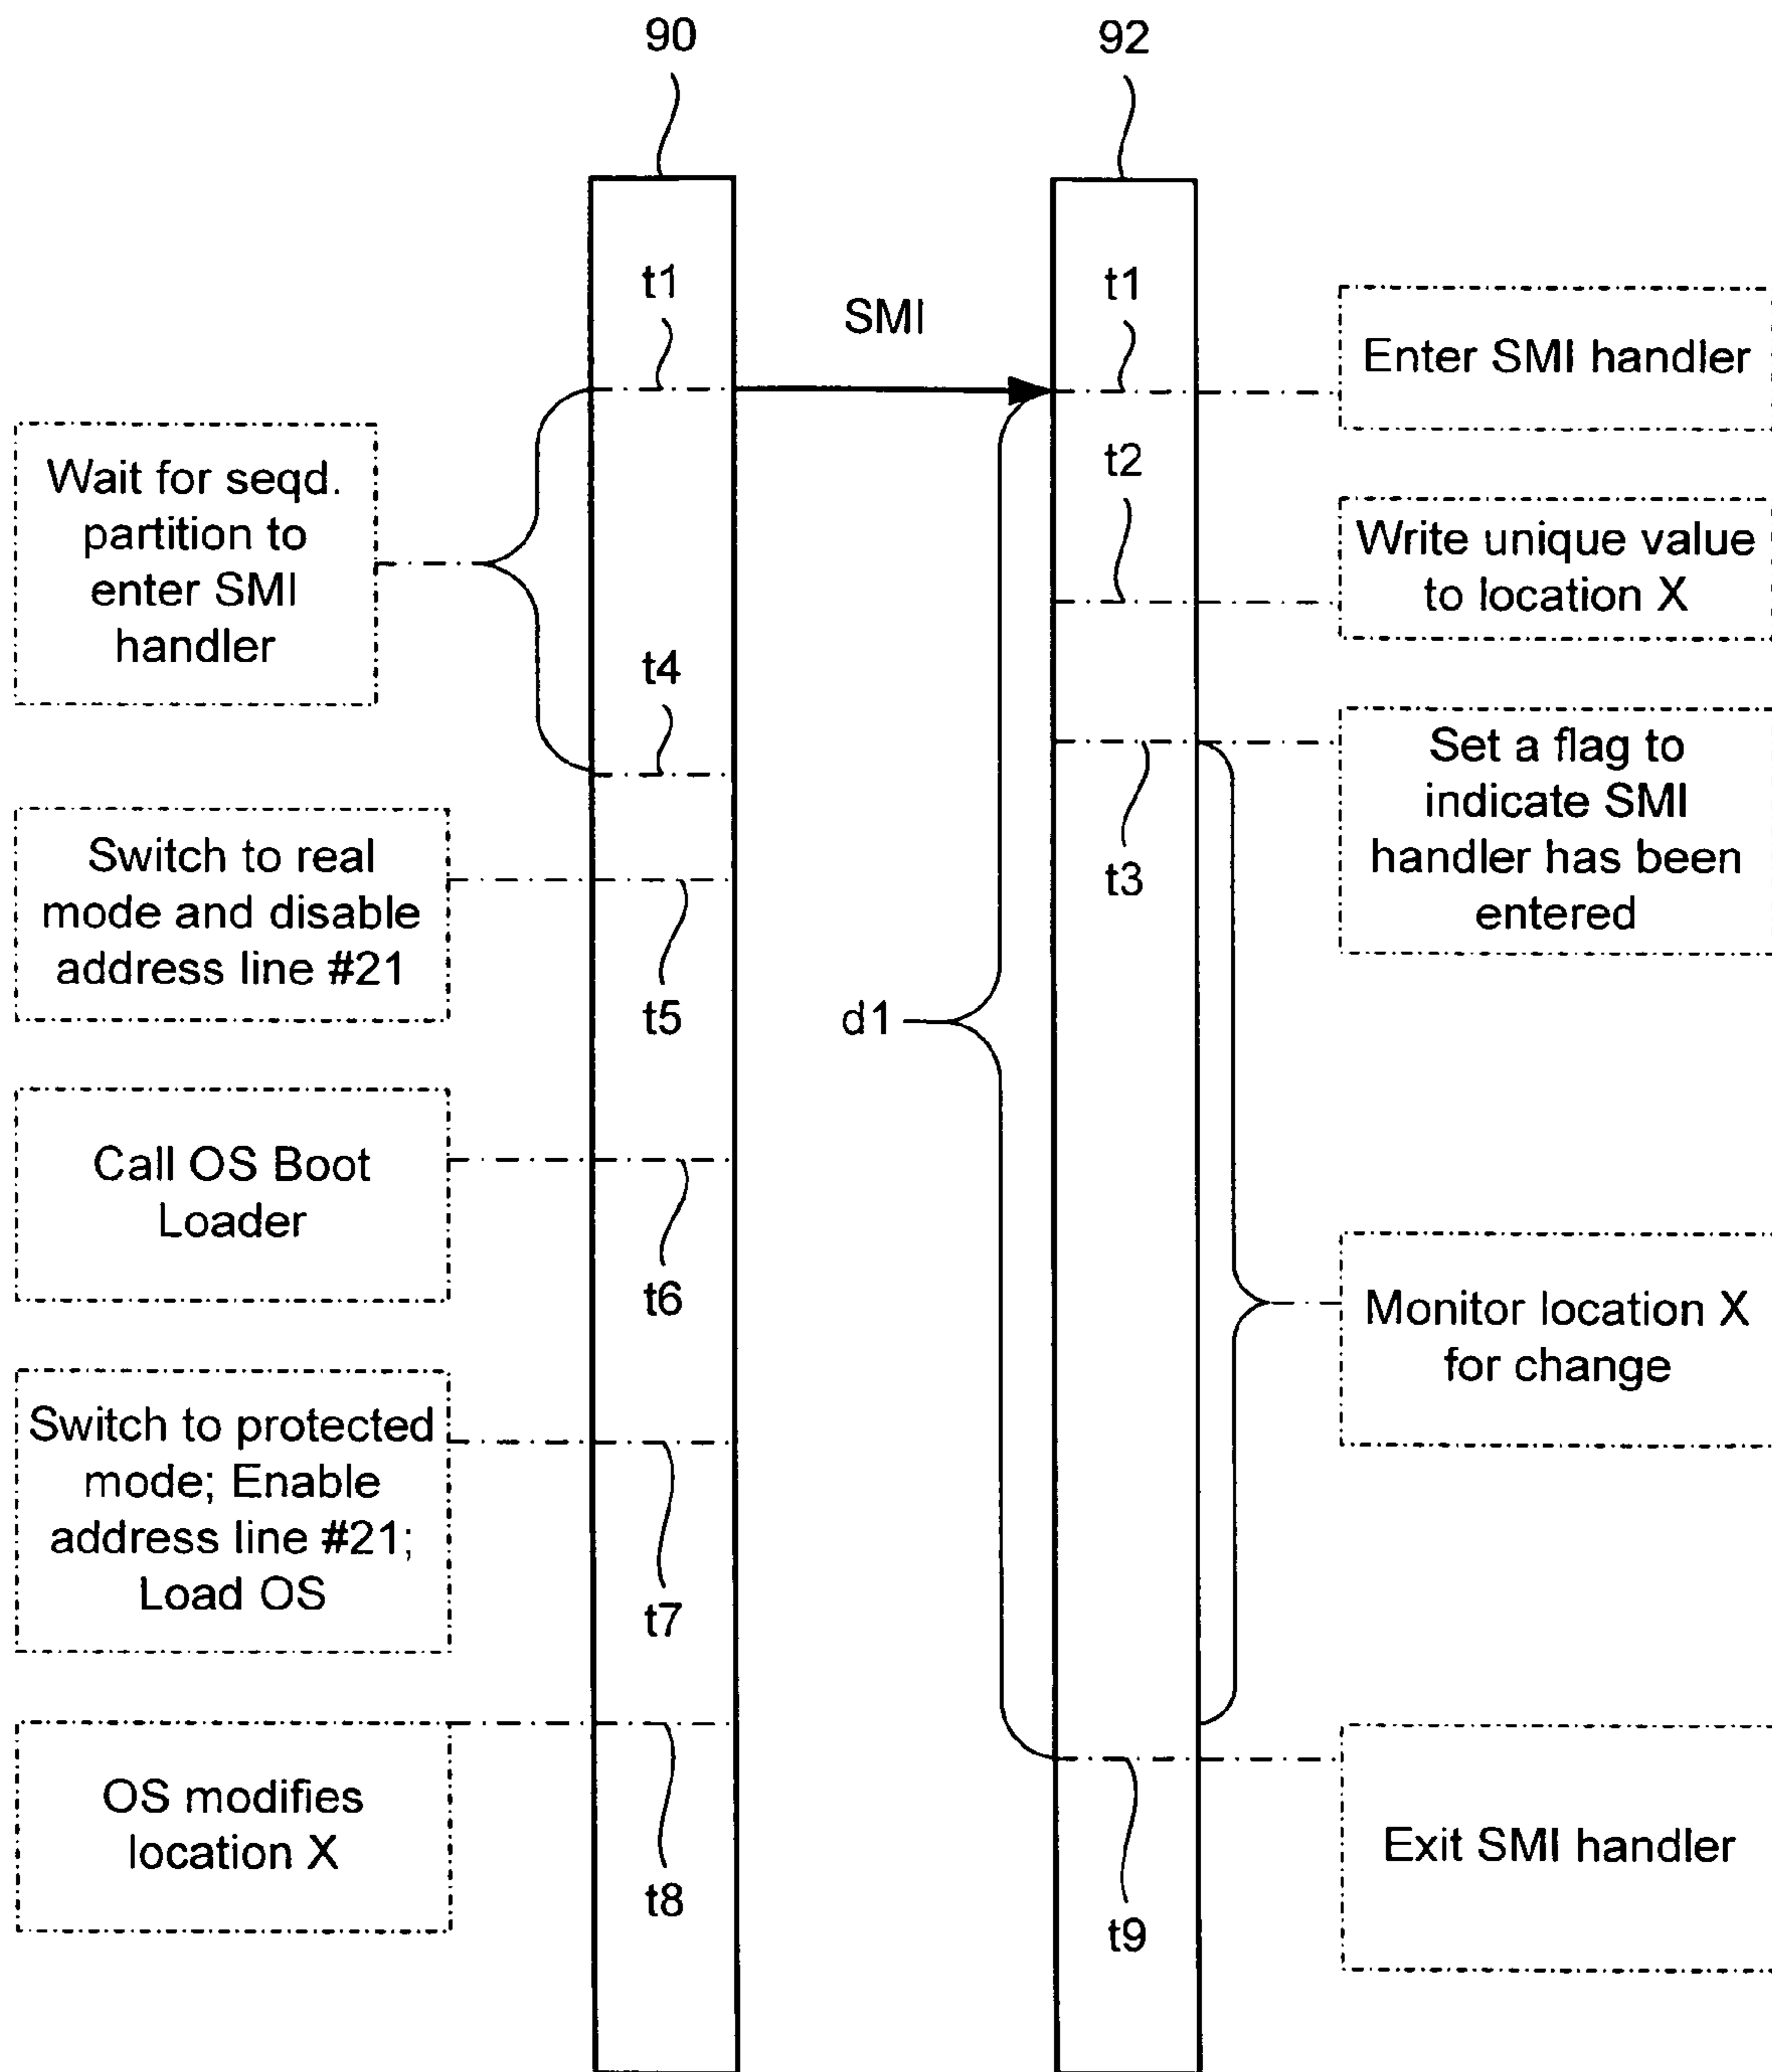 90
92
t1
SMI
t1
Enter SMI handler
Wait for seqd.
partition to
enter SMI
handler
t2
Write unique value
to location X
t4
Set a flag to
indicate SMI
handler has been
entered
t3
Switch to real
mode and disable
address line #21
t5
d1
Call OS Boot
Loader
t6
Monitor location X
for change
Switch to protected
mode; Enable
address line #21;
Load OS
t7
OS modifies
location X
t8
Exit SMI handler
t9